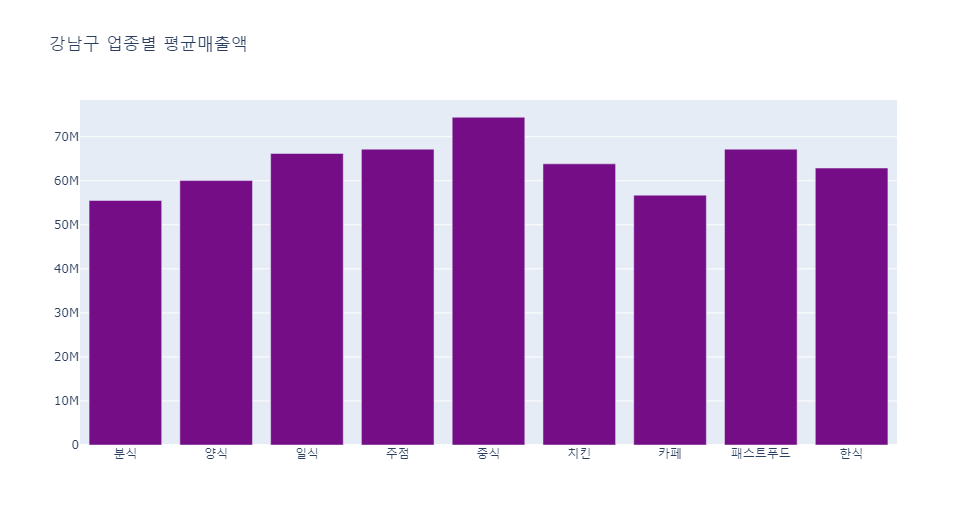 강남구 업종별 평균매출액
70M
60M
50M
40M
30M
20M
10M
0
분식 양식 일식 주점 중식 치킨 카페 패스트푸드 한식